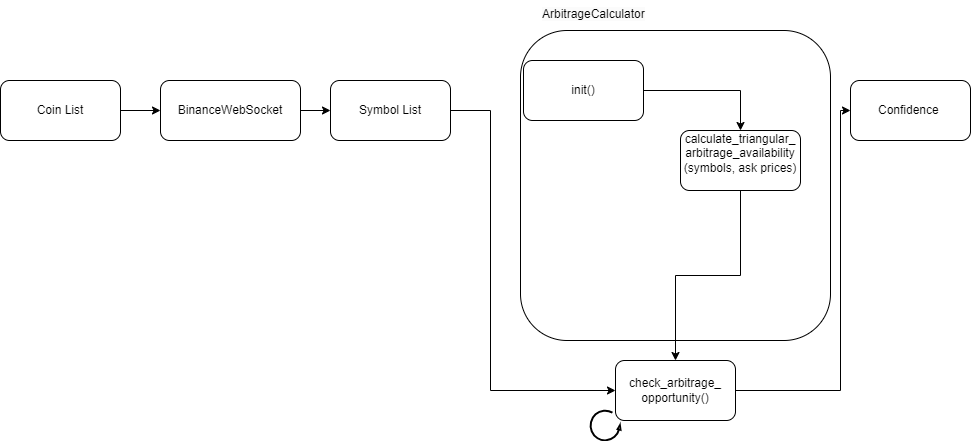 ArbitrageCalculator
Coin List
BinanceWebSocket
Symbol List
init()
calculate_triangular_
arbitrage_availability
(symbols, ask prices)
Confidence
check_arbitrage_
opportunity()